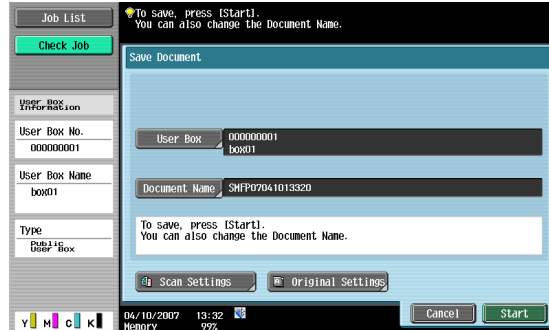 Job List
Check Job
To save, press [Start].
You can also change the Document Name.
Save Document
User Box
Information
User Box No.
000000001
User Box Name
box01
Type
Public
User Box
User Box
000000001
box01
Document Name
SMFP07041013320
To save, press [Start].
You can also change the Document Name.
Scan Settings
Original Settings
Y M C K
04/10/2007 13:32
Memory 99%
Cancel
Start